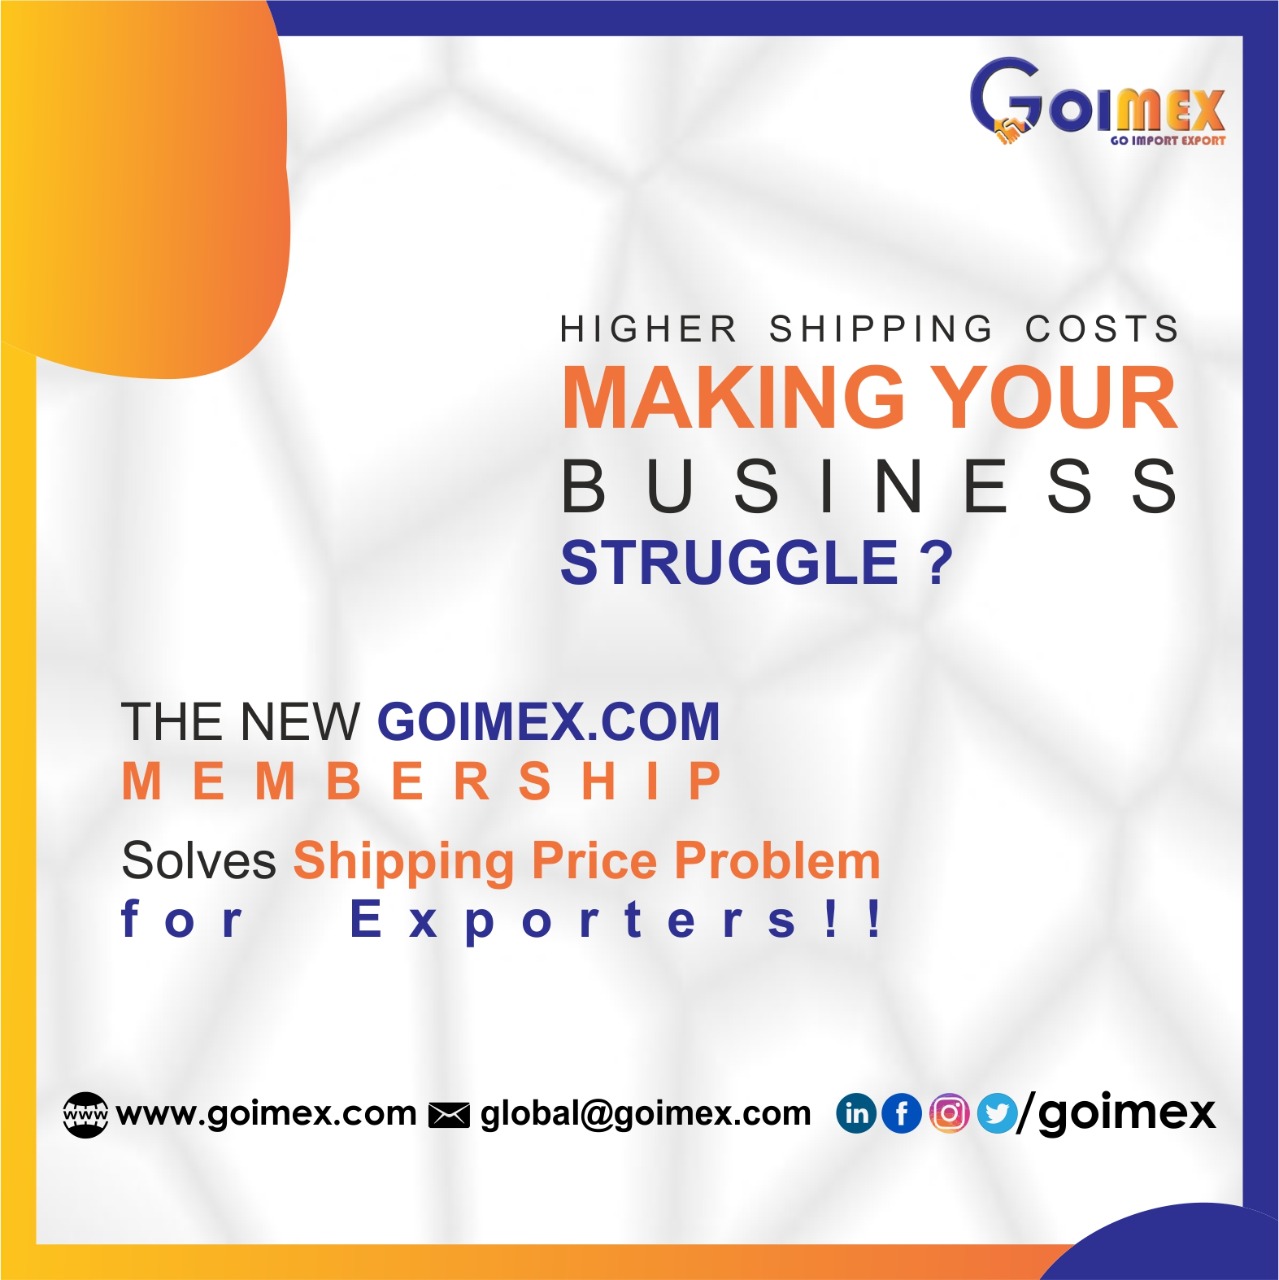 GOIMEX
GO IMPORT EXPORT
HIGHER SHIPPING COSTS
MAKING YOUR
BUSINESS
STRUGGLE ?
THE NEW GOIMEX.COM
MEMBERSHIP
Solves Shipping Price Problem
for Exporters!!
www www.goimex.com global@goimex.com in f /goimex